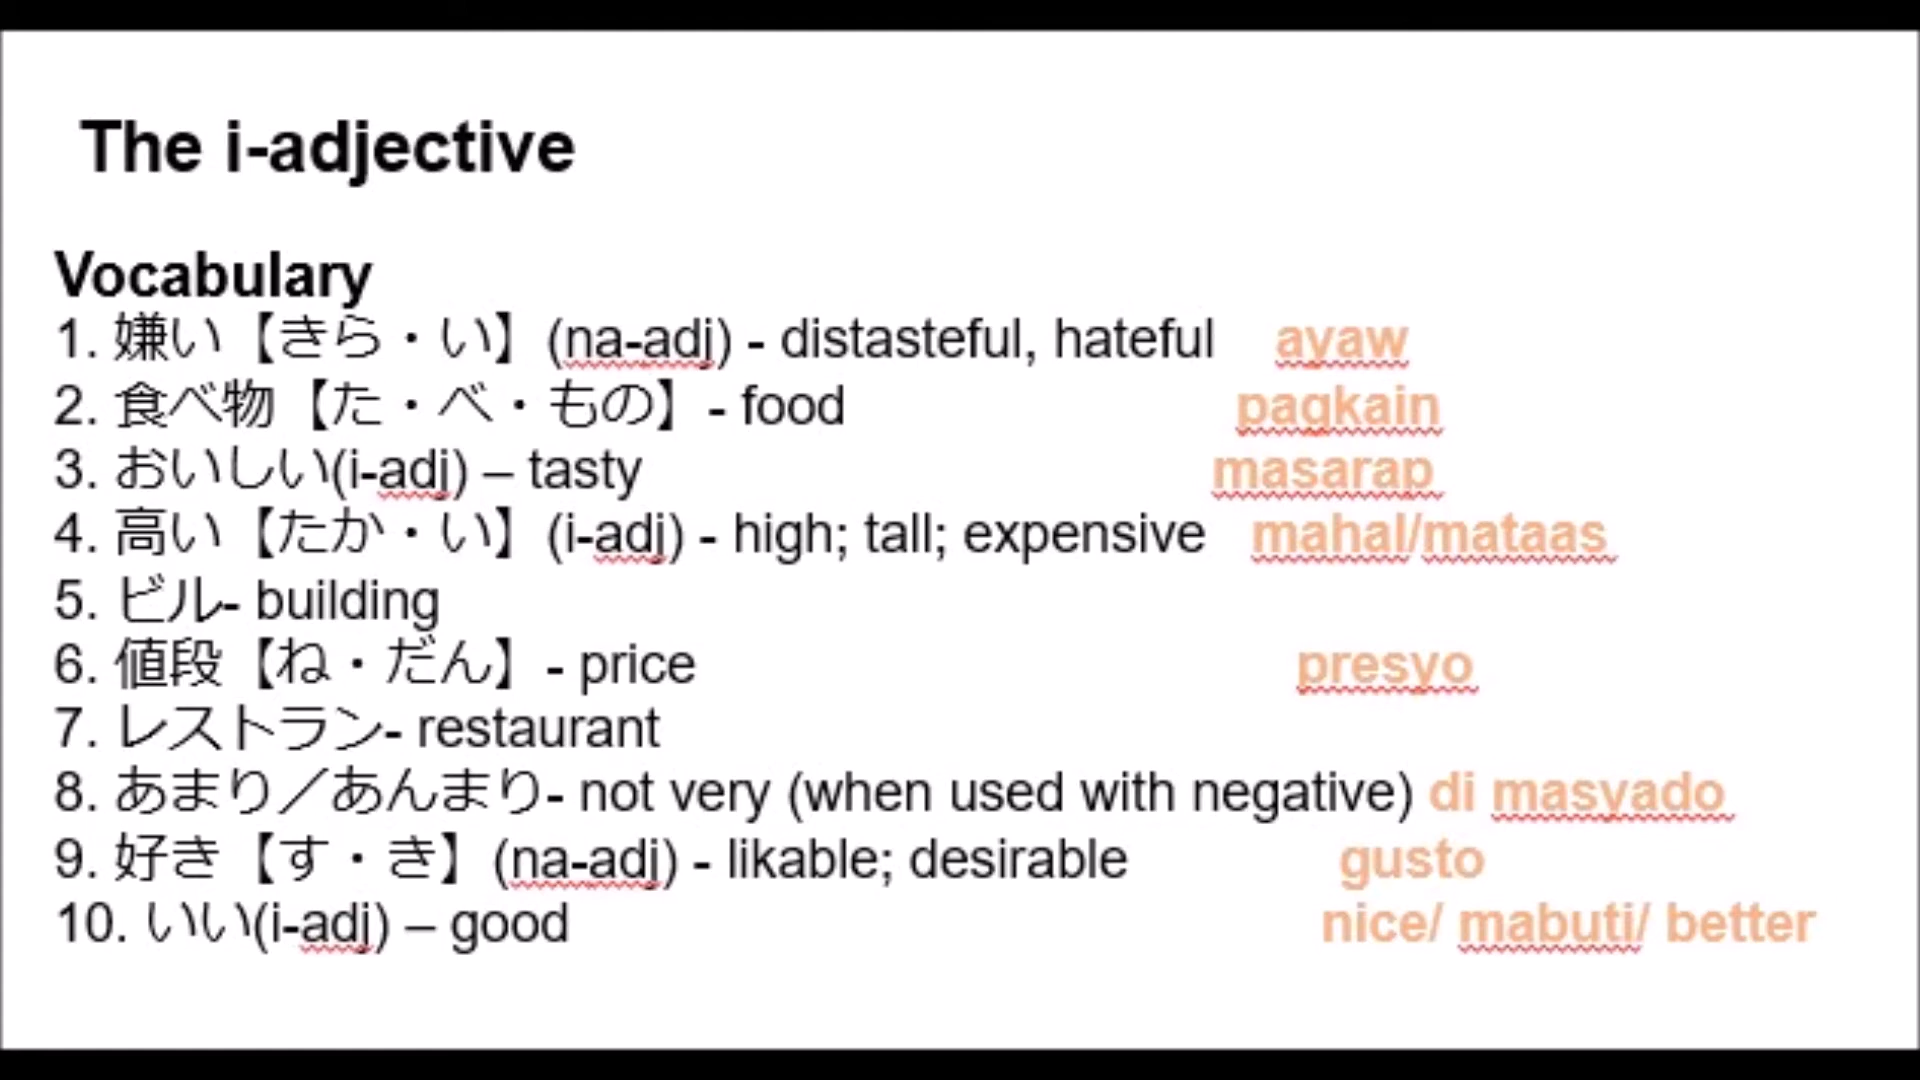 The i-adjective
Vocabulary
1. 嫌い【きら・い】(na-adj) - distasteful, hateful ayaw
2. 食べ物【た・べ・もの】- food pagkain
3. おいしい(i-adj) – tasty masarap
4. 高い【たか・い】(i-adj) - high; tall; expensive mahal/mataas
5. ビル- building
6. 値段【ね・だん】- price presyo
7. レストラン- restaurant
8. あまり／あんまり- not very (when used with negative) di masyado
9. 好き【す・き】(na-adj) - likable; desirable gusto
10. いい(i-adj) – good nice/ mabuti/ better